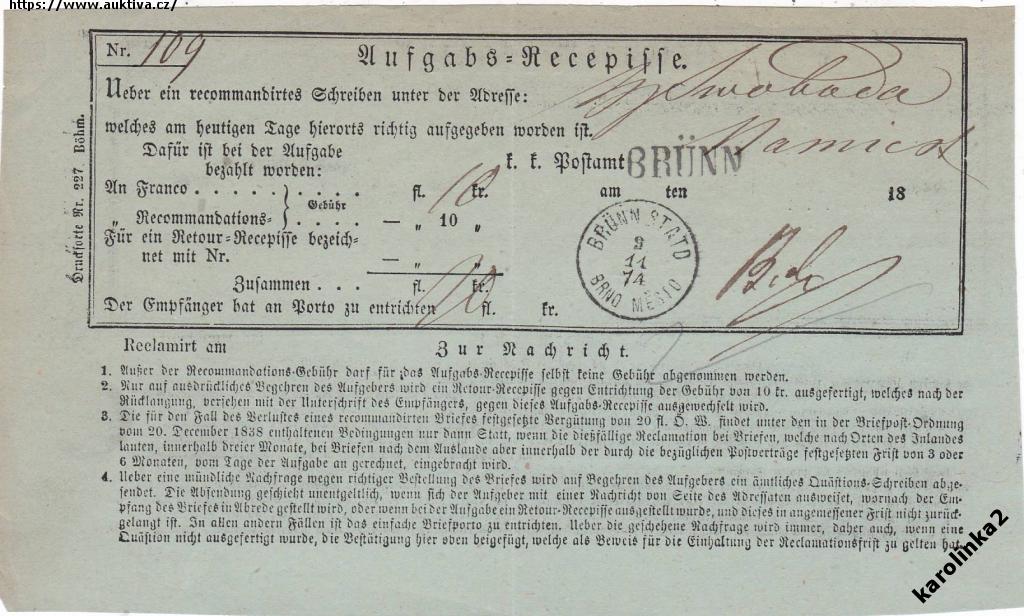 https://www.auktiva.cz/
Nr. 109
Aufgabs-Recepisse.
Ueber ein recommandirtes Schreiben unter der Adresse: Swoboda
welches am heutigen Tage hierorts richtig aufgegeben worden ist.
Dafür ist bei der Aufgabe
bezahlt worden:
k. k. Postamt BRÜNN
An Franco . . . . . . . . . fl. 10 kr.
am ten 18
Gebühr
„ Recommandations- . . . . — „ 10 „
Für ein Retour-Recepisse bezeich-
net mit Nr. — „ „
Zusammen . . . fl. kr.
Der Empfänger hat an Porto zu entrichten fl. kr.
BRÜNN STADT
9
11
74
BRNO MĚSTO
Drucksorte Nr. 227 Böhm.
Reclamirt am
Zur Nachricht.
1. Außer der Recommandations-Gebühr darf für das Aufgabs-Recepisse selbst keine Gebühr abgenommen werden.
2. Nur auf ausdrückliches Begehren des Aufgebers wird ein Retour-Recepisse gegen Entrichtung der Gebühr von 10 kr. ausgefertigt, welches nach der
Rücklangung, versehen mit der Unterschrift des Empfängers, gegen dieses Aufgabs-Recepisse ausgewechselt wird.
3. Die für den Fall des Verlustes eines recommandirten Briefes festgesetzte Vergütung von 20 fl. Ö. W. findet unter den in der Briefpost-Ordnung
vom 20. December 1838 enthaltenen Bedingungen nur dann Statt, wenn die dießfällige Reclamation bei Briefen, welche nach Orten des Inlandes
lauten, innerhalb dreier Monate, bei Briefen nach dem Auslande aber innerhalb der durch die bezüglichen Postverträge festgesetzten Frist von 3 oder
6 Monaten, vom Tage der Aufgabe an gerechnet, eingebracht wird.
4. Ueber eine mündliche Nachfrage wegen richtiger Bestellung des Briefes wird auf Begehren des Aufgebers ein ämtliches Quästions-Schreiben abge-
sendet. Die Absendung geschieht unentgeltlich, wenn sich der Aufgeber mit einer Nachricht von Seite des Adressaten ausweiset, wornach der Em-
pfang des Briefes in Abrede gestellt wird, oder wenn bei der Aufgabe ein Retour-Recepisse ausgestellt wurde, und dieses in angemessener Frist nicht zurück-
gelangt ist. In allen andern Fällen ist das einfache Briefporto zu entrichten. Ueber die geschehene Nachfrage wird immer, daher auch, wenn eine
Quästion nicht ausgefertigt wurde, die Bestätigung hier oben beigefügt, welche als Beweis für die Einhaltung der Reclamationsfrist zu gelten hat.
karolinka2